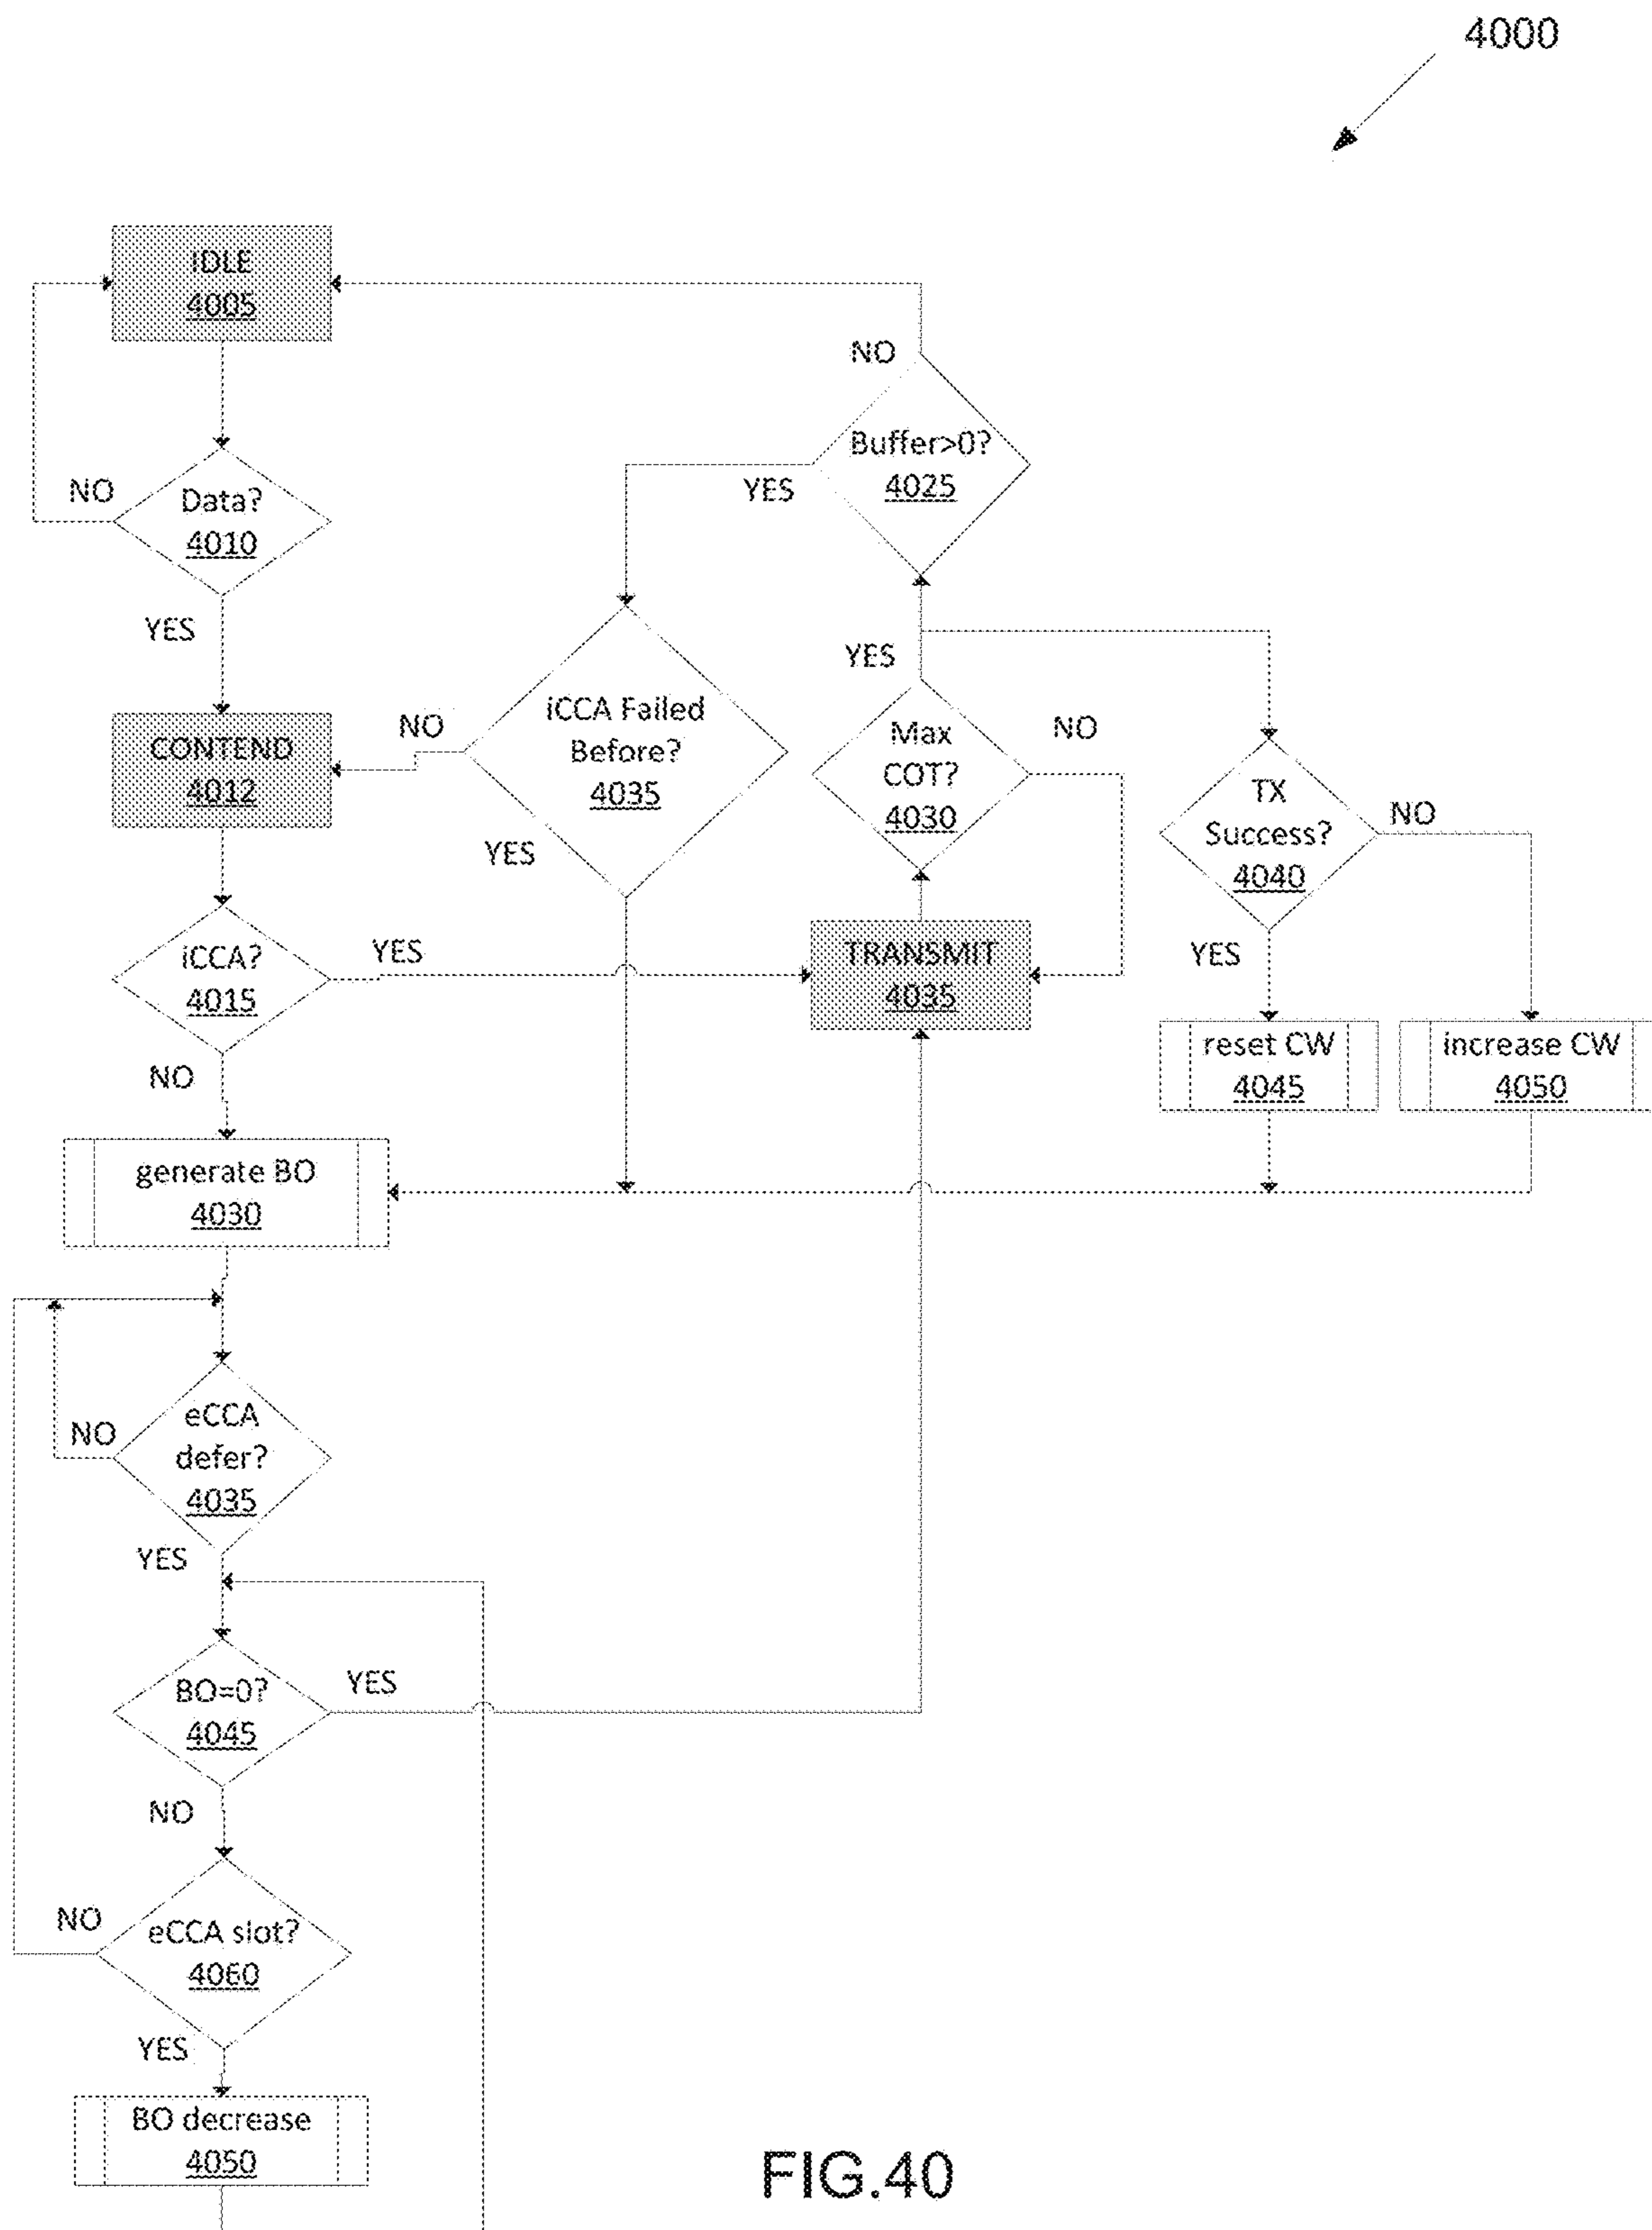 4000
IDLE
4005
NO
Buffer>0?
4025
YES
NO
Data?
4010
YES
YES
NO
iCCA Failed
Before?
4035
YES
NO
Max
COT?
4030
NO
TX
Success?
4040
NO
YES
CONTEND
4012
iCCA?
4015
YES
TRANSMIT
4035
reset CW
4045
increase CW
4050
NO
generate BO
4030
eCCA
defer?
4035
NO
YES
BO=0?
4045
YES
NO
eCCA slot?
4060
NO
YES
BO decrease
4050
FIG.40